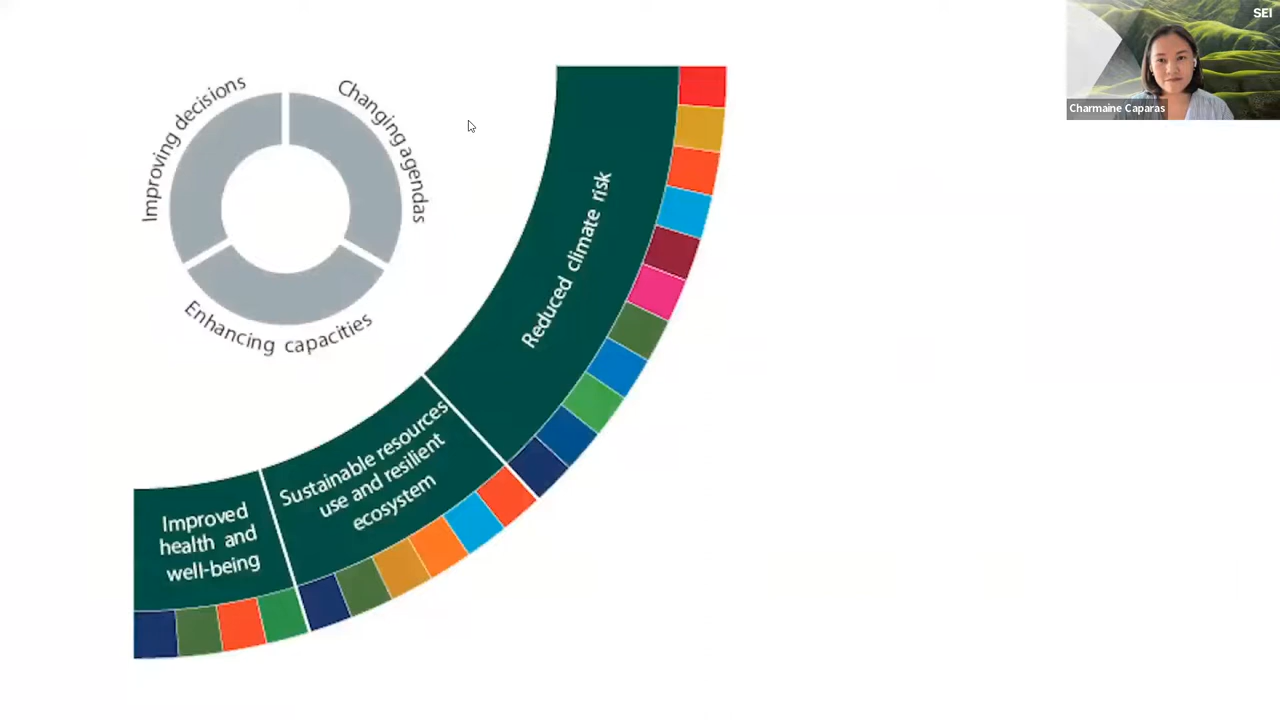 SEI
Charmaine Caparas
Improving decisions
Changing agendas
Enhancing capacities
Reduced climate risk
Sustainable resources
use and resilient
ecosystem
Improved
health and
well-being